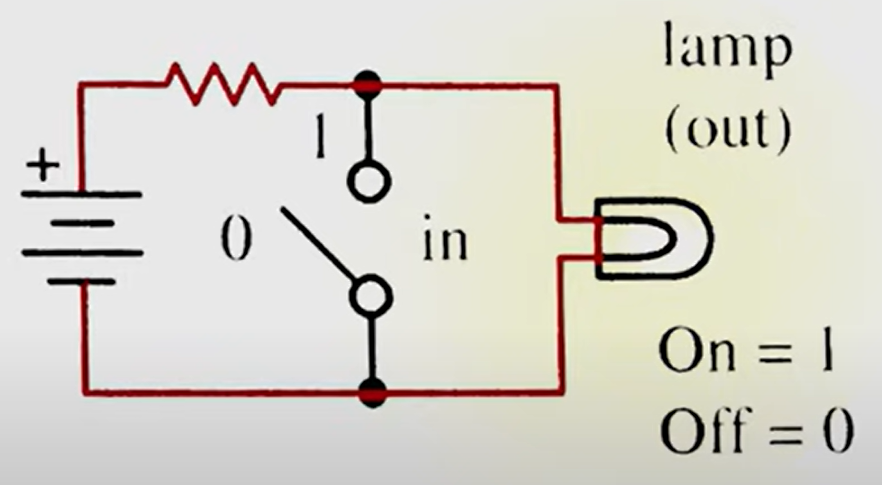 lamp
(out)
1
+
0
in
On = 1
Off = 0